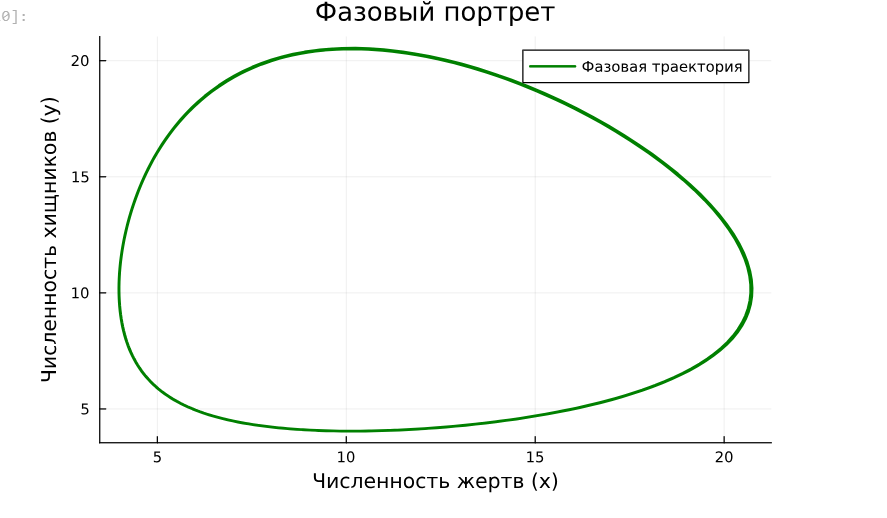 0]:
Фазовый портрет
Фазовая траектория
Численность хищников (y)
20
15
10
5
5
10
15
20
Численность жертв (x)